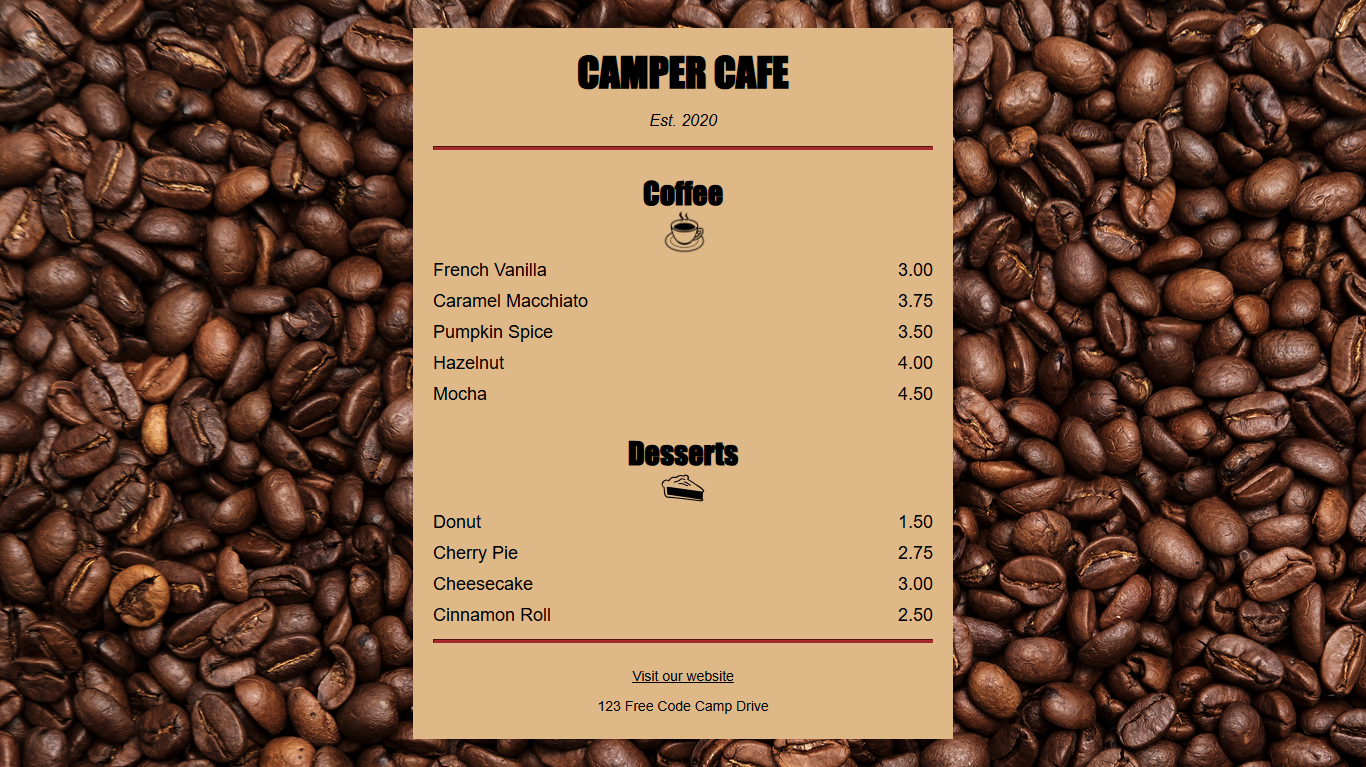 CAMPER CAFE
Est. 2020
Coffee
French Vanilla 3.00
Caramel Macchiato 3.75
Pumpkin Spice 3.50
Hazelnut 4.00
Mocha 4.50
Desserts
Donut 1.50
Cherry Pie 2.75
Cheesecake 3.00
Cinnamon Roll 2.50
Visit our website
123 Free Code Camp Drive